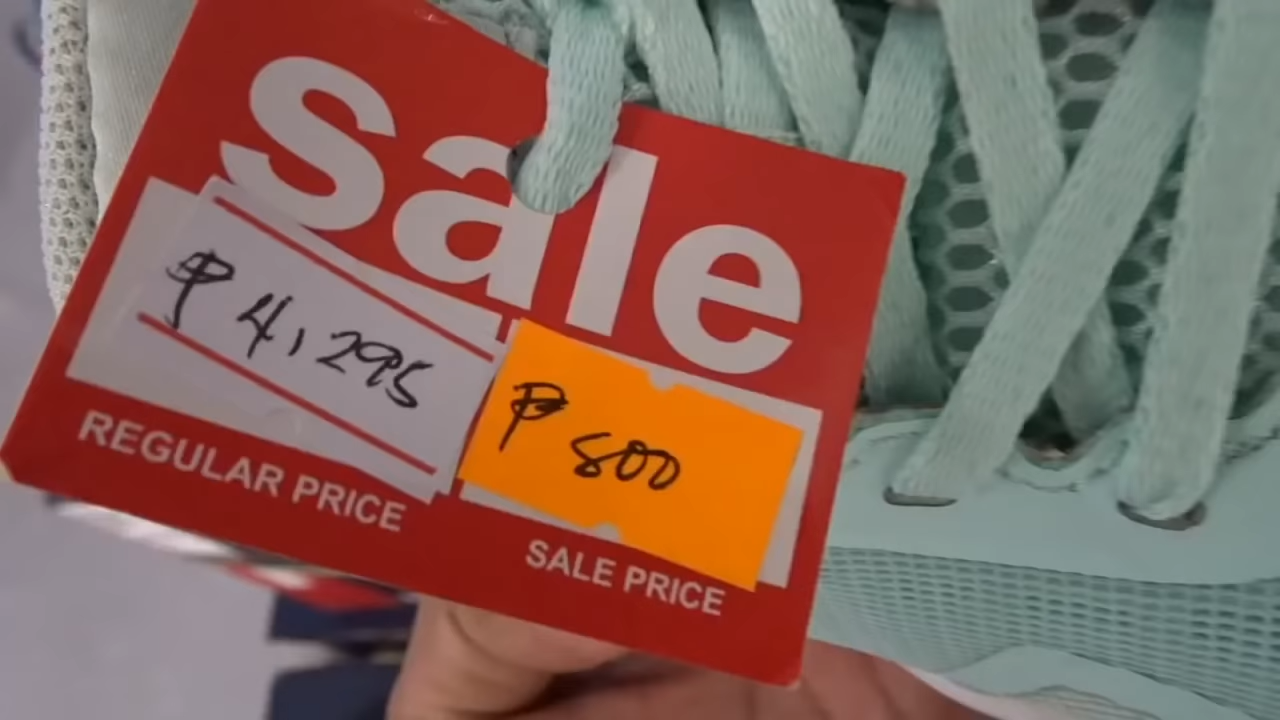 Sale
₱ 4,295
₱ 800
REGULAR PRICE
SALE PRICE